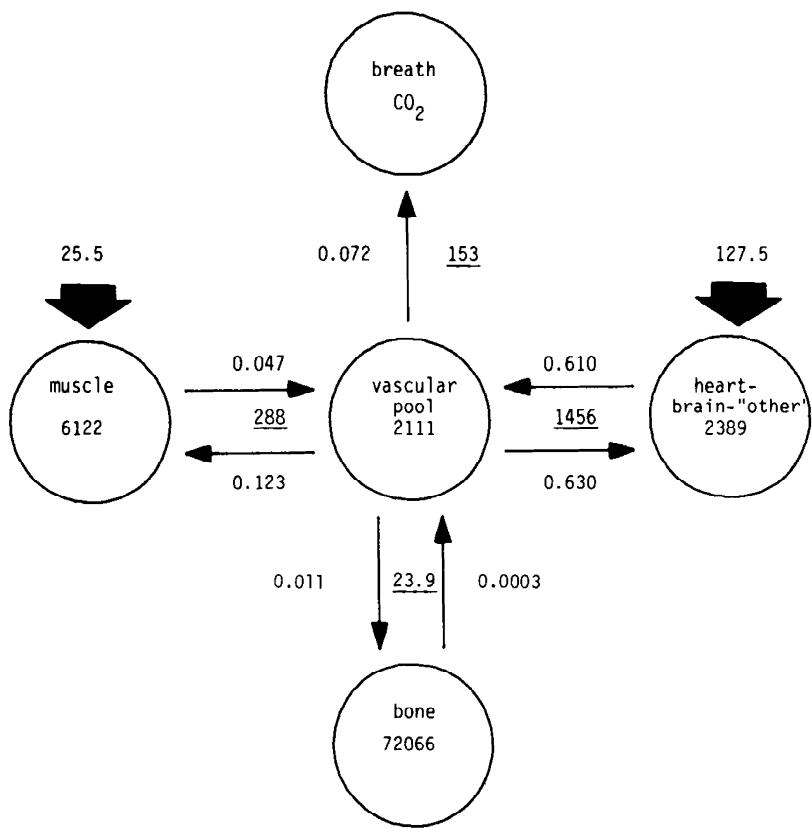 breath
CO2
25.5
0.072
153
127.5
muscle
6122
0.047
288
0.123
vascular
pool
2111
0.610
1456
0.630
heart-
brain-"other"
2389
0.011
23.9
0.0003
bone
72066